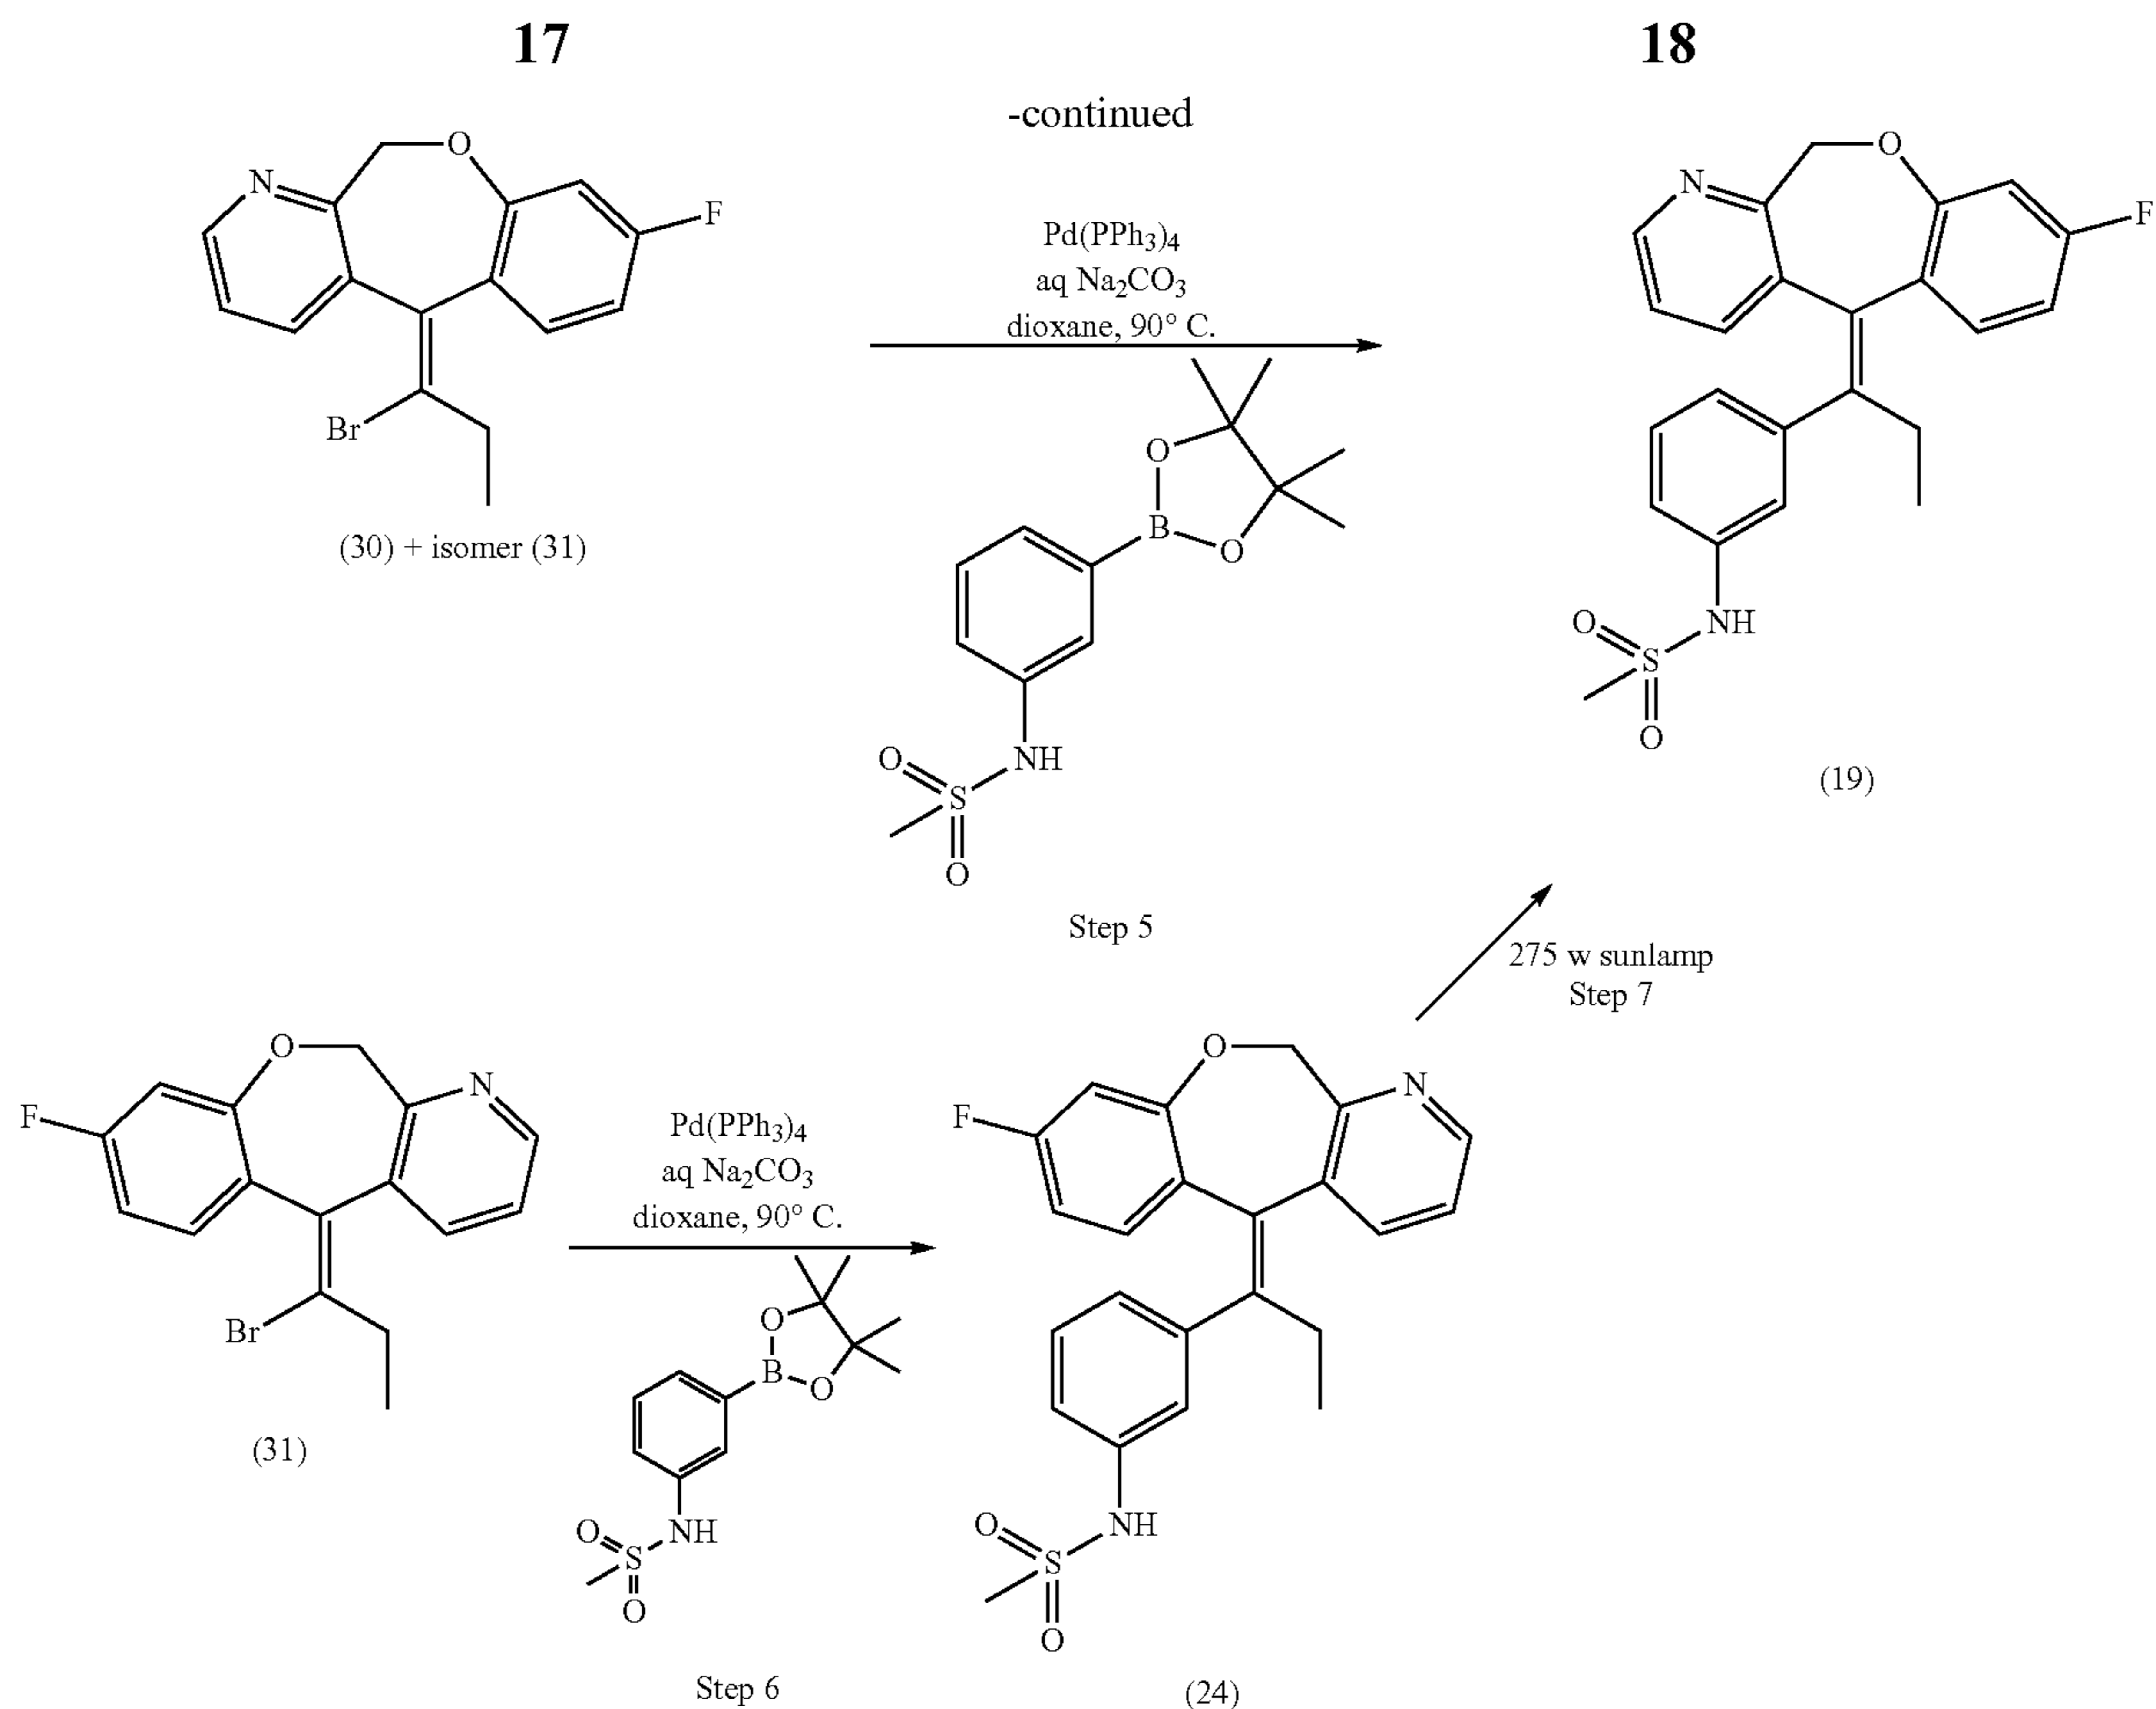 17
18
-continued
N
O
F
Br
(30) + isomer (31)
Pd(PPh3)4
aq Na2CO3
dioxane, 90° C.
O
B
O
NH
O
S
O
Step 5
N
O
F
NH
O
S
O
(19)
275 w sunlamp
Step 7
O
N
F
Br
(31)
Pd(PPh3)4
aq Na2CO3
dioxane, 90° C.
O
B
O
NH
O
S
O
Step 6
O
N
F
NH
O
S
O
(24)